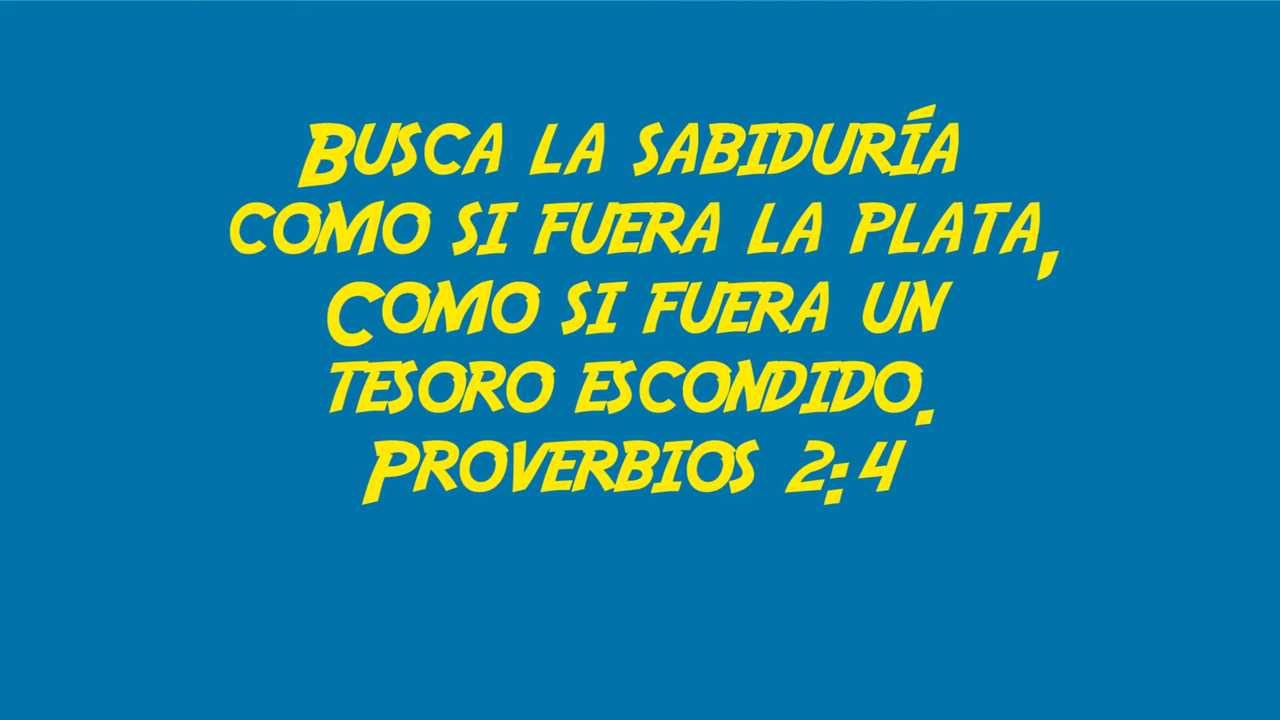 Busca la sabiduría
como si fuera la plata,
Como si fuera un
tesoro escondido.
Proverbios 2:4